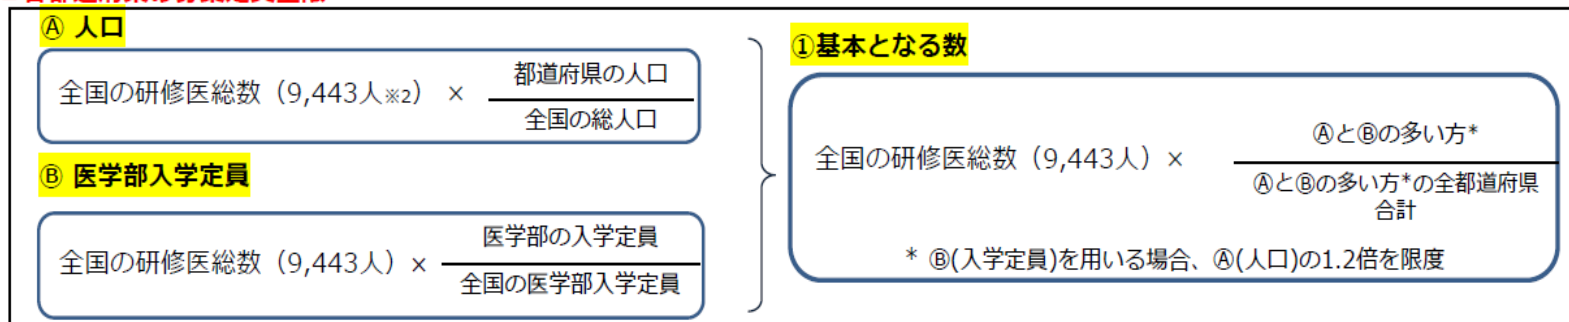 Ⓐ 人口
全国の研修医総数（9,443人※2） × 都道府県の人口
全国の総人口
Ⓑ 医学部入学定員
全国の研修医総数（9,443人）× 医学部の入学定員
全国の医学部入学定員
①基本となる数
全国の研修医総数（9,443人）× ⒶとⒷの多い方*
ⒶとⒷの多い方*の全都道府県
合計
* Ⓑ(入学定員)を用いる場合、Ⓐ(人口)の1.2倍を限度